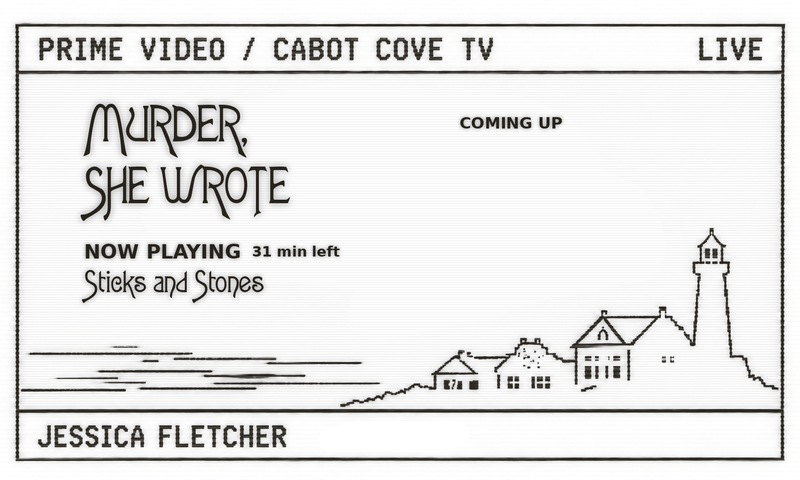 PRIME VIDEO / CABOT COVE TV LIVE
MURDER,
SHE WROTE
COMING UP
NOW PLAYING 31 min left
Sticks and Stones
JESSICA FLETCHER